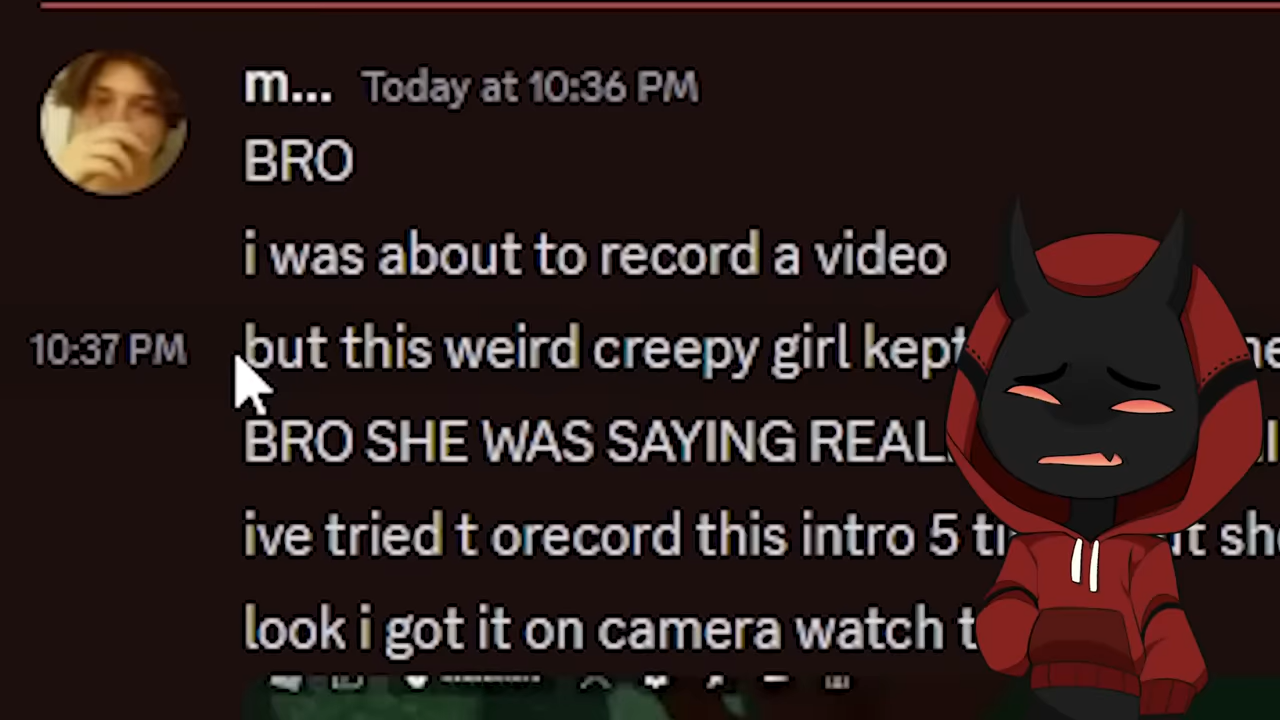 m... Today at 10:36 PM
BRO
i was about to record a video
10:37 PM but this weird creepy girl kept
BRO SHE WAS SAYING REAL
ive tried t orecord this intro 5
look i got it on camera watch